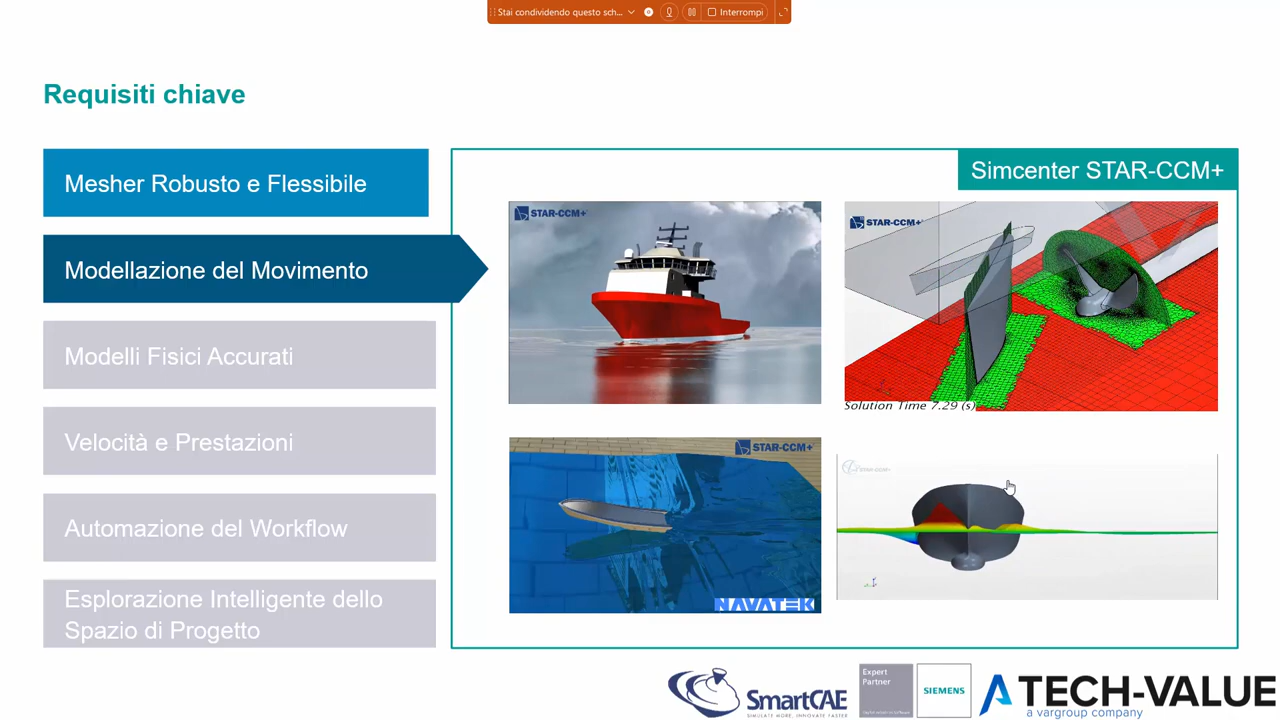 Stai condividendo questo sch...
Interrompi
Requisiti chiave
Mesher Robusto e Flessibile
Modellazione del Movimento
Modelli Fisici Accurati
Velocità e Prestazioni
Automazione del Workflow
Esplorazione Intelligente dello
Spazio di Progetto
Simcenter STAR-CCM+
STAR-CCM+
STAR-CCM+
Solution Time 7.29 (s)
STAR-CCM+
NAVATEK
STAR-CCM+
SmartCAE
SIMULATE MORE, INNOVATE FASTER
Expert
Partner
SIEMENS
TECH-VALUE
a vargroup company